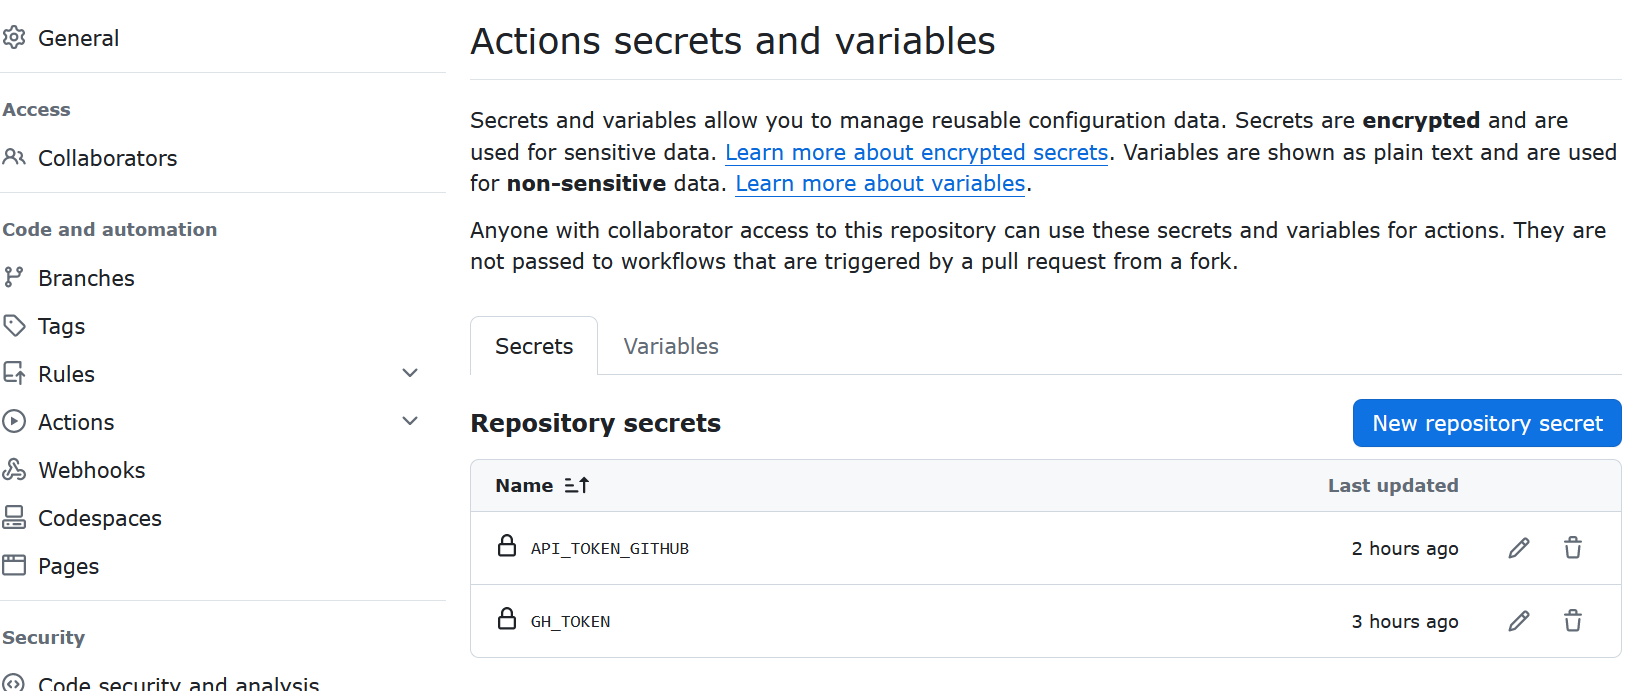 General
Access
Collaborators
Code and automation
Branches
Tags
Rules
Actions
Webhooks
Codespaces
Pages
Security
Code security and analysis
Actions secrets and variables
Secrets and variables allow you to manage reusable configuration data. Secrets are encrypted and are
used for sensitive data. Learn more about encrypted secrets. Variables are shown as plain text and are used
for non-sensitive data. Learn more about variables.
Anyone with collaborator access to this repository can use these secrets and variables for actions. They are
not passed to workflows that are triggered by a pull request from a fork.
Secrets Variables
Repository secrets New repository secret
Name Last updated
API_TOKEN_GITHUB 2 hours ago
GH_TOKEN 3 hours ago